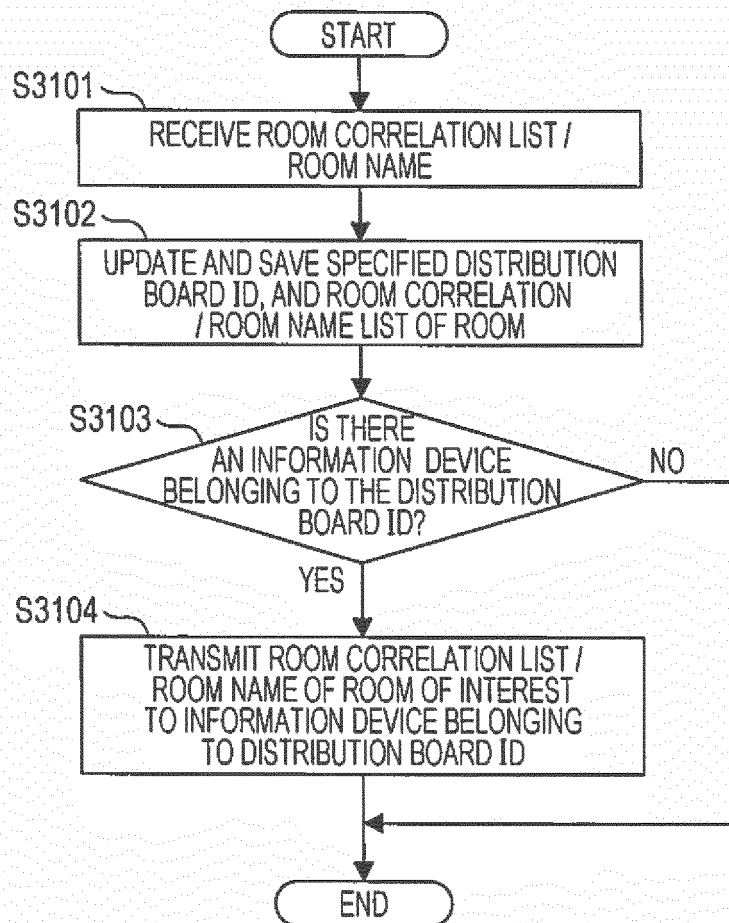 START
S3101
RECEIVE ROOM CORRELATION LIST /
ROOM NAME
S3102
UPDATE AND SAVE SPECIFIED DISTRIBUTION
BOARD ID, AND ROOM CORRELATION
/ ROOM NAME LIST OF ROOM
S3103
IS THERE
AN INFORMATION DEVICE
BELONGING TO THE DISTRIBUTION
BOARD ID?
NO
YES
S3104
TRANSMIT ROOM CORRELATION LIST /
ROOM NAME OF ROOM OF INTEREST
TO INFORMATION DEVICE BELONGING
TO DISTRIBUTION BOARD ID
END